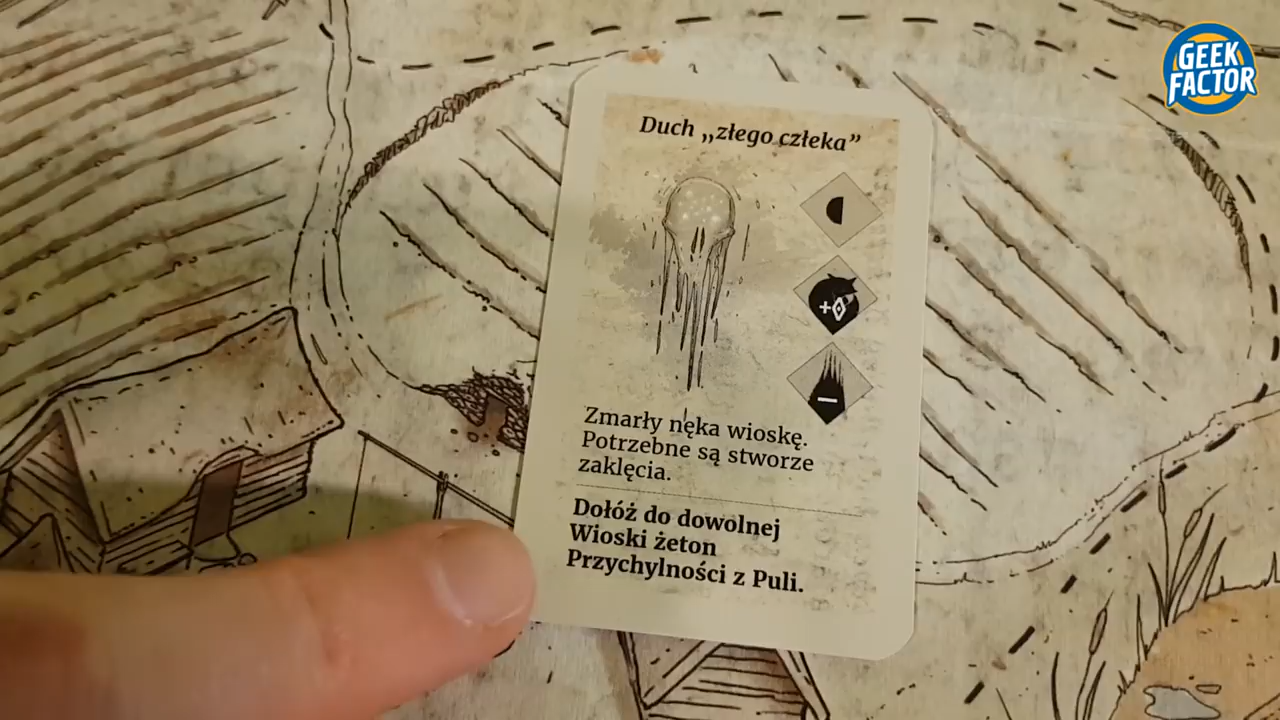 GEEK
FACTOR
Duch „złego człeka”
Zmarły nęka wioskę.
Potrzebne są stworze
zaklęcia.
Dołóż do dowolnej
Wioski żeton
Przychylności z Puli.